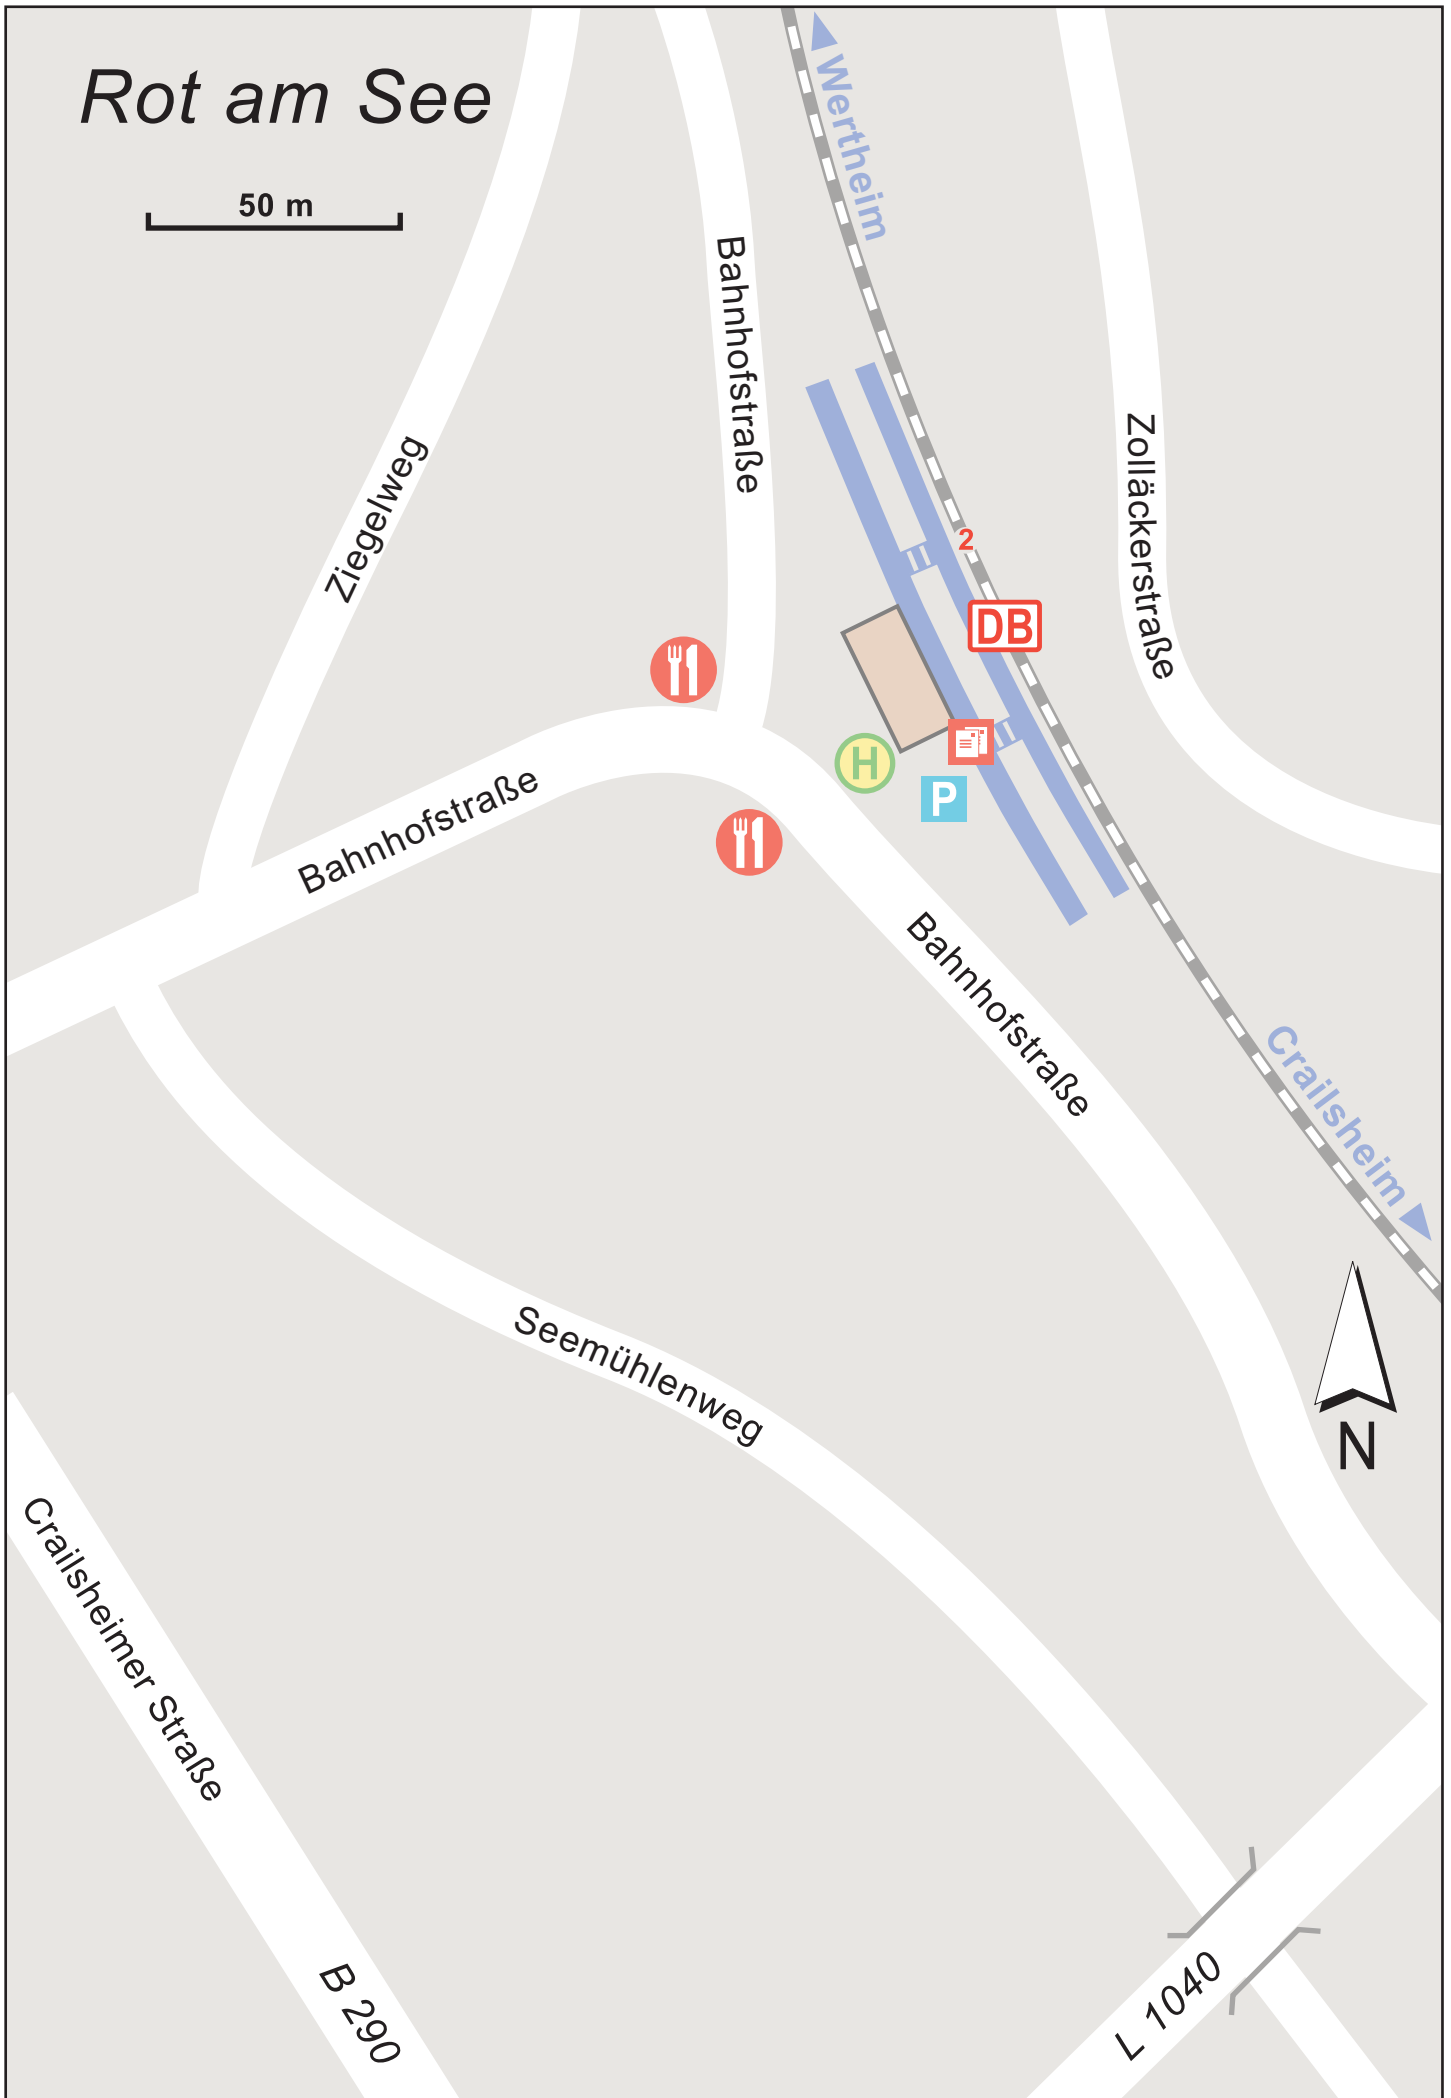 Rot am See
50 m
Wertheim
Bahnhofstraße
Ziegelweg
Zolläckerstraße
2
DB
H
P
Bahnhofstraße
Bahnhofstraße
Crailsheim
N
Seemühlenweg
Crailsheimer Straße
B 290
L 1040